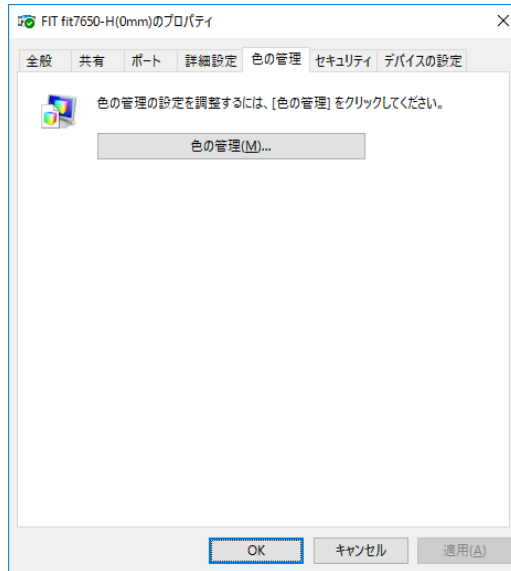 FIT fit7650-H(0mm)のプロパティ
全般 共有 ポート 詳細設定 色の管理 セキュリティ デバイスの設定
色の管理の設定を調整するには、[色の管理] をクリックしてください。
色の管理(M)...
OK キャンセル 適用(A)